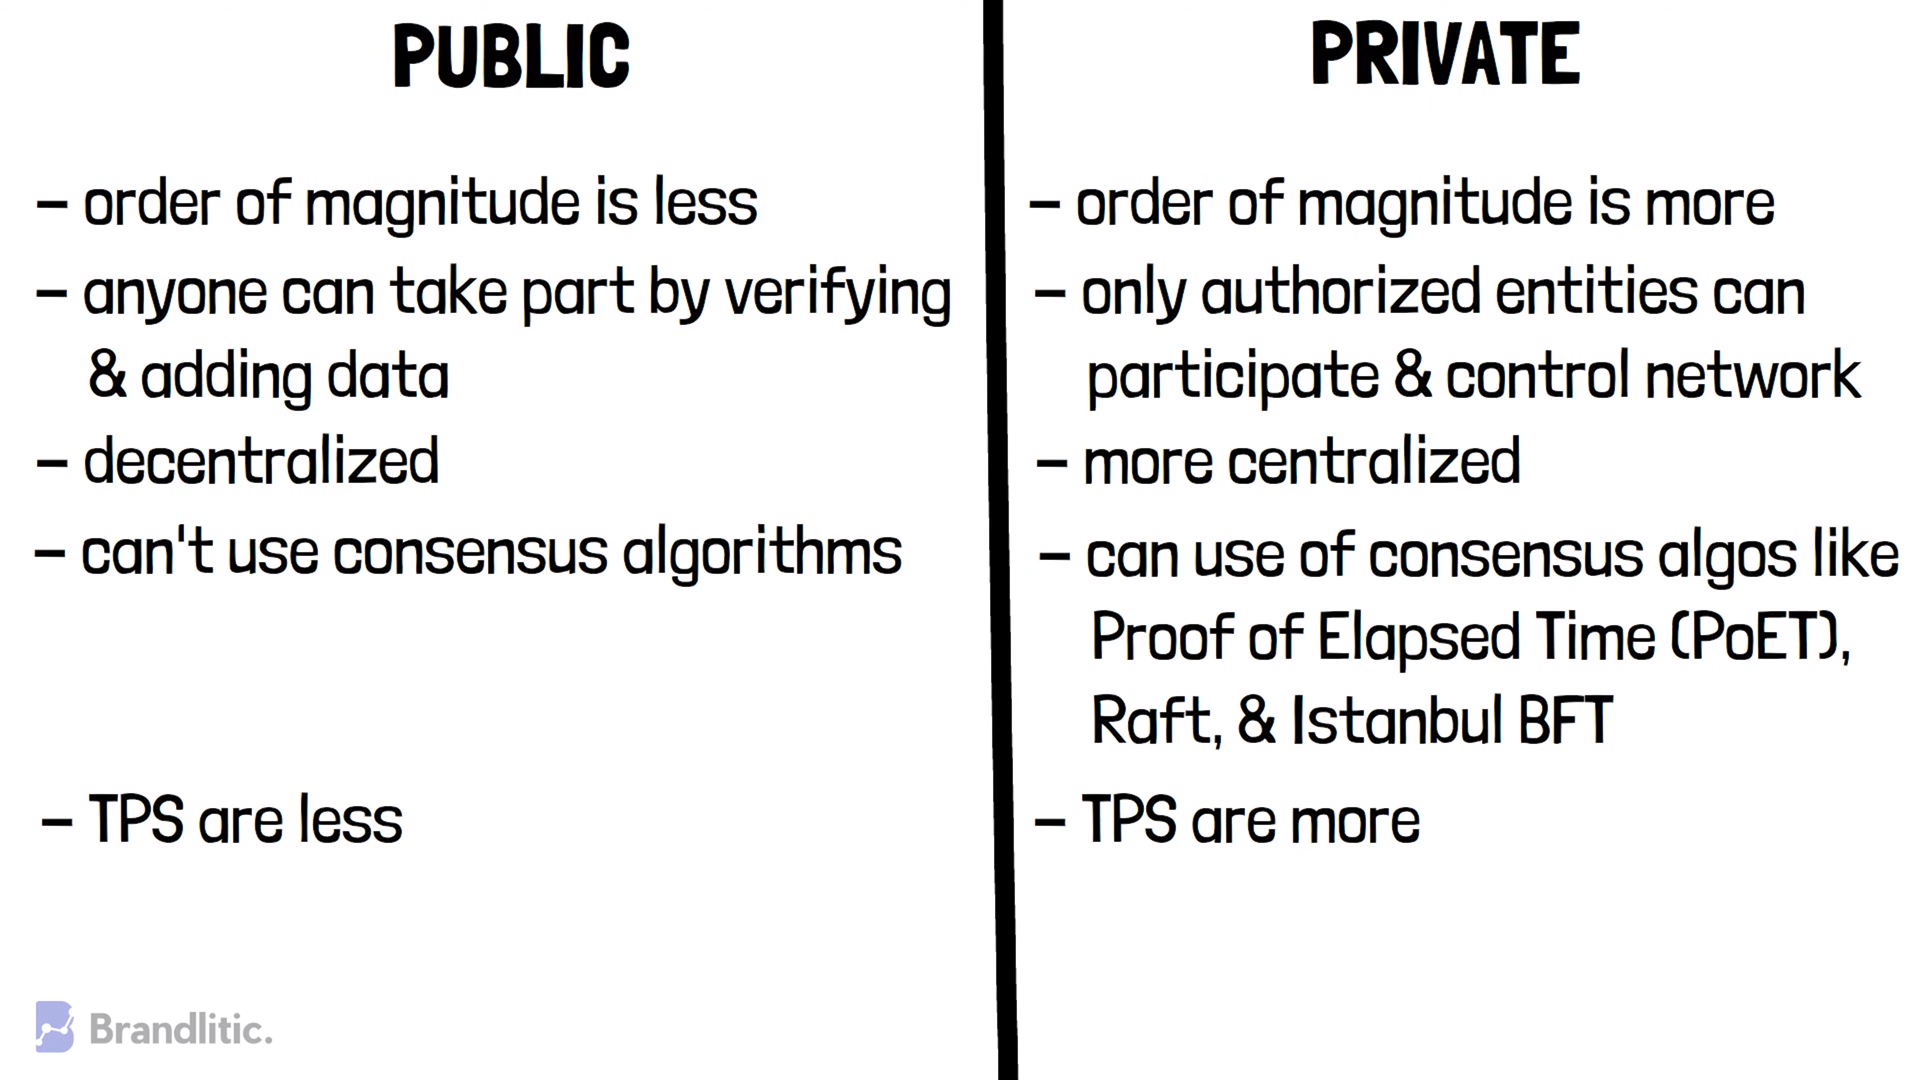 PUBLIC
– order of magnitude is less
– anyone can take part by verifying
& adding data
– decentralized
– can't use consensus algorithms
– TPS are less
PRIVATE
– order of magnitude is more
– only authorized entities can
participate & control network
– more centralized
– can use of consensus algos like
Proof of Elapsed Time (PoET),
Raft, & Istanbul BFT
– TPS are more
Brandlitic.